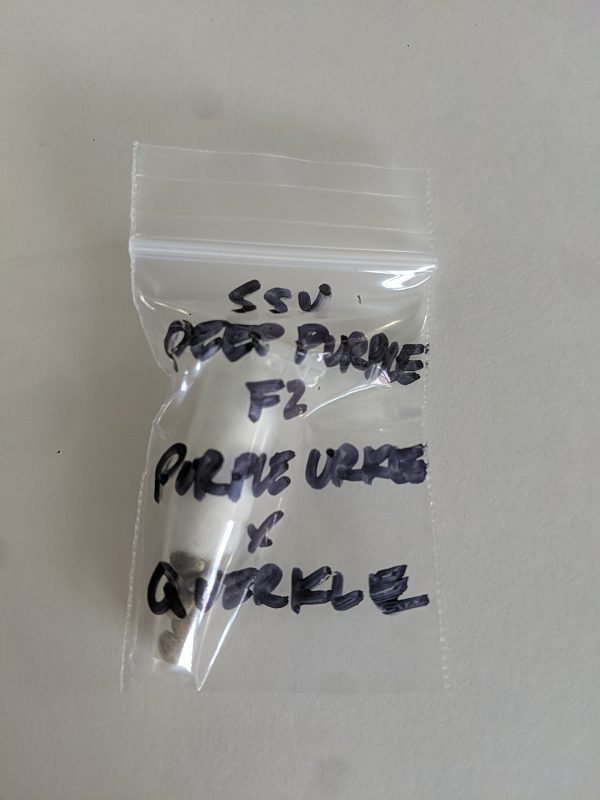 SSV
DEEP PURPLE
F2
PURPLE URKLE
X
QUERKLE